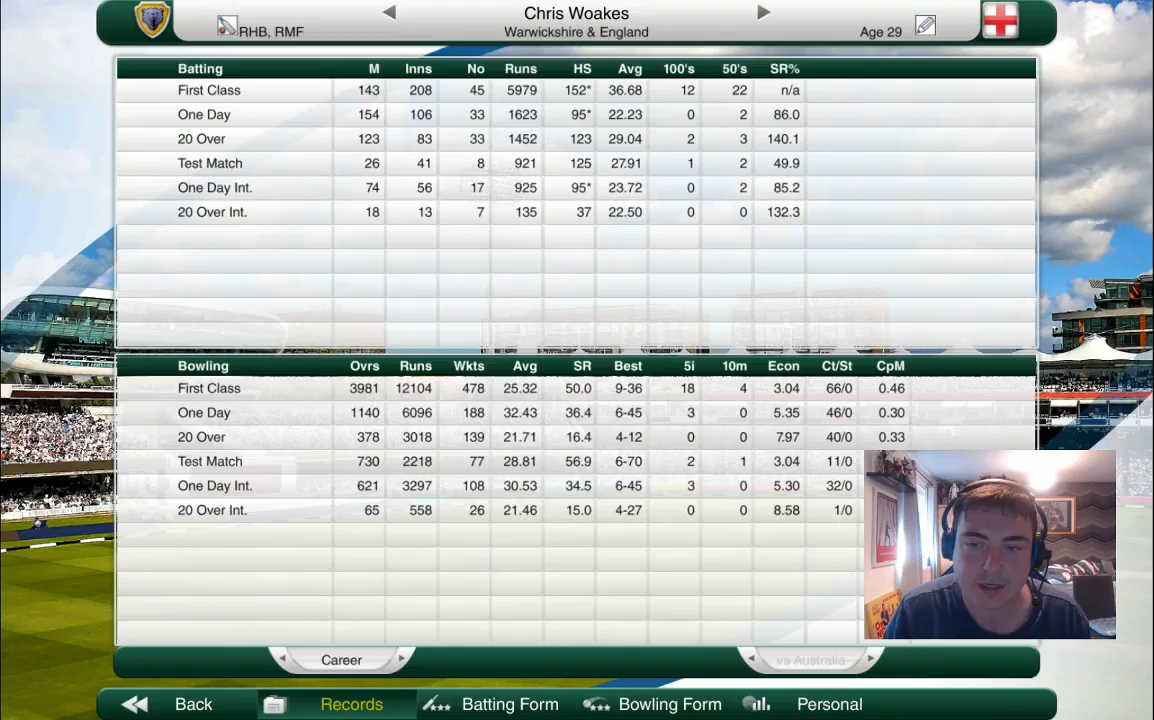 Chris Woakes
RHB, RMF Warwickshire & England Age 29
Batting M Inns No Runs HS Avg 100's 50's SR%
First Class 143 208 45 5979 152* 36.68 12 22 n/a
One Day 154 106 33 1623 95* 22.23 0 2 86.0
20 Over 123 83 33 1452 123 29.04 2 3 140.1
Test Match 26 41 8 921 125 27.91 1 2 49.9
One Day Int. 74 56 17 925 95* 23.72 0 2 85.2
20 Over Int. 18 13 7 135 37 22.50 0 0 132.3
Bowling Ovrs Runs Wkts Avg SR Best 5i 10m Econ Ct/St CpM
First Class 3981 12104 478 25.32 50.0 9-36 18 4 3.04 66/0 0.46
One Day 1140 6096 188 32.43 36.4 6-45 3 0 5.35 46/0 0.30
20 Over 378 3018 139 21.71 16.4 4-12 0 0 7.97 40/0 0.33
Test Match 730 2218 77 28.81 56.9 6-70 2 1 3.04 11/0
One Day Int. 621 3297 108 30.53 34.5 6-45 3 0 5.30 32/0
20 Over Int. 65 558 26 21.46 15.0 4-27 0 0 8.58 1/0
Career vs Australia
Back Records Batting Form Bowling Form Personal